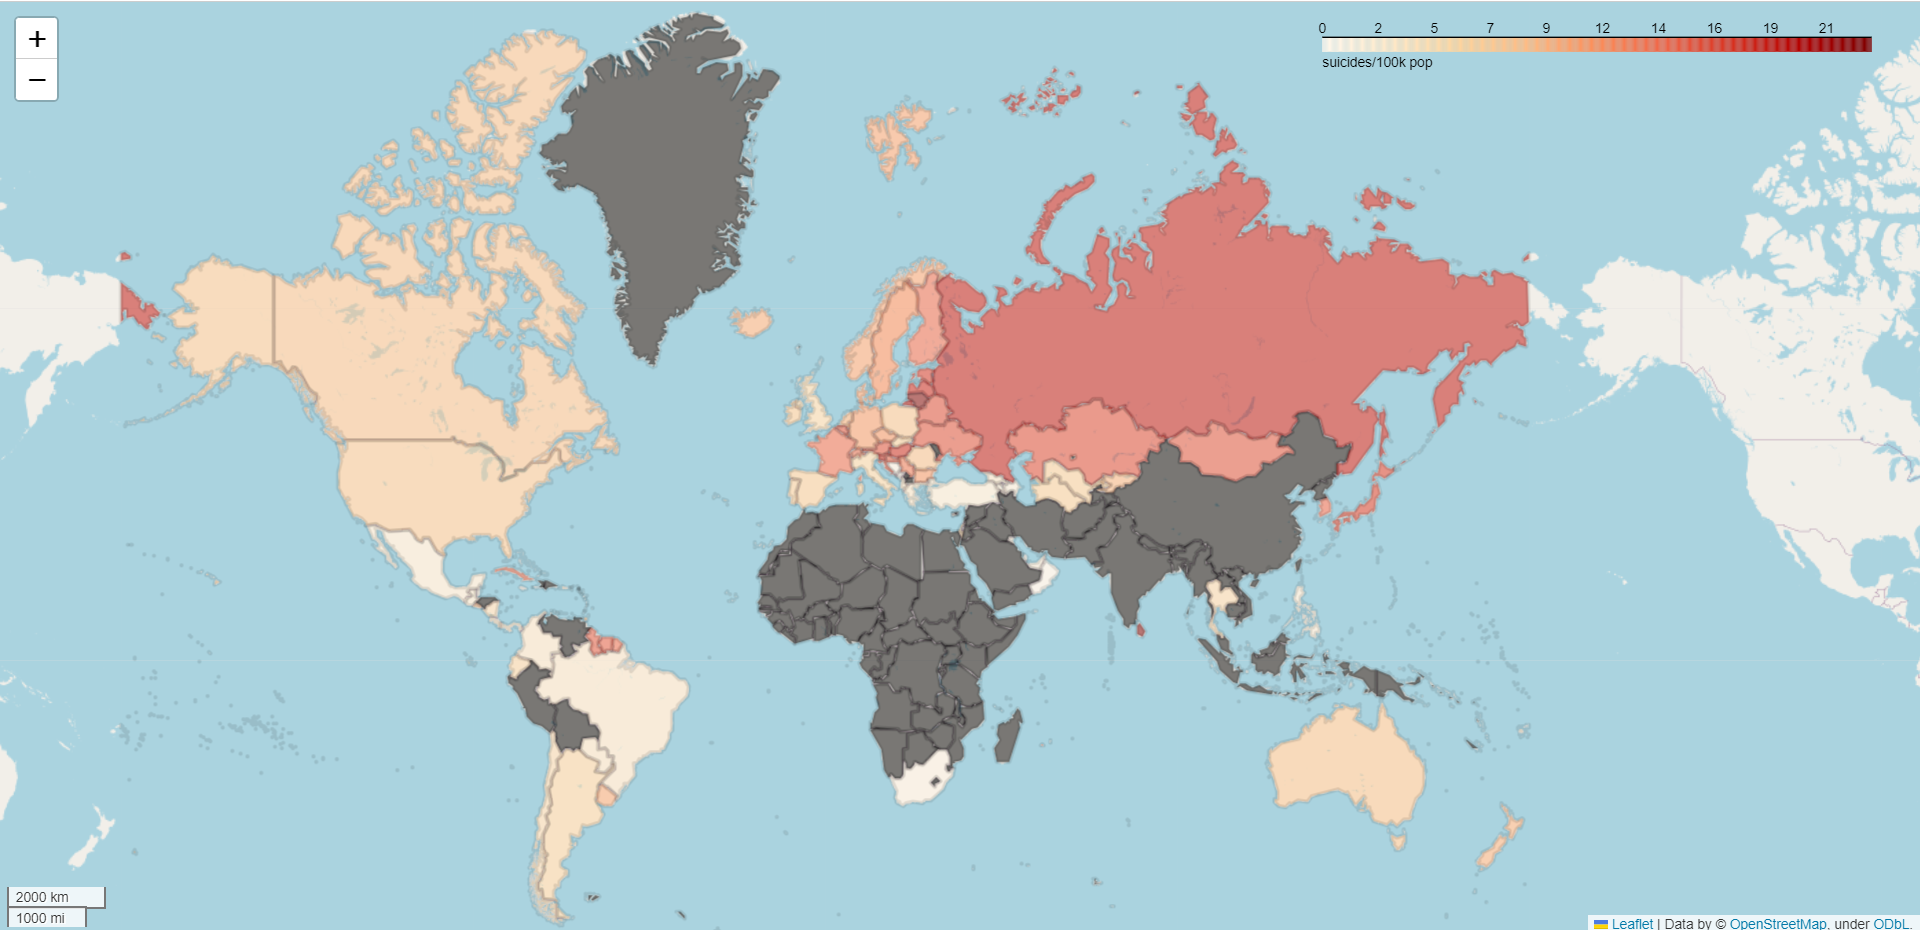 +
−
0 2 5 7 9 12 14 16 19 21
suicides/100k pop
2000 km
1000 mi
Leaflet | Data by © OpenStreetMap, under ODbL.